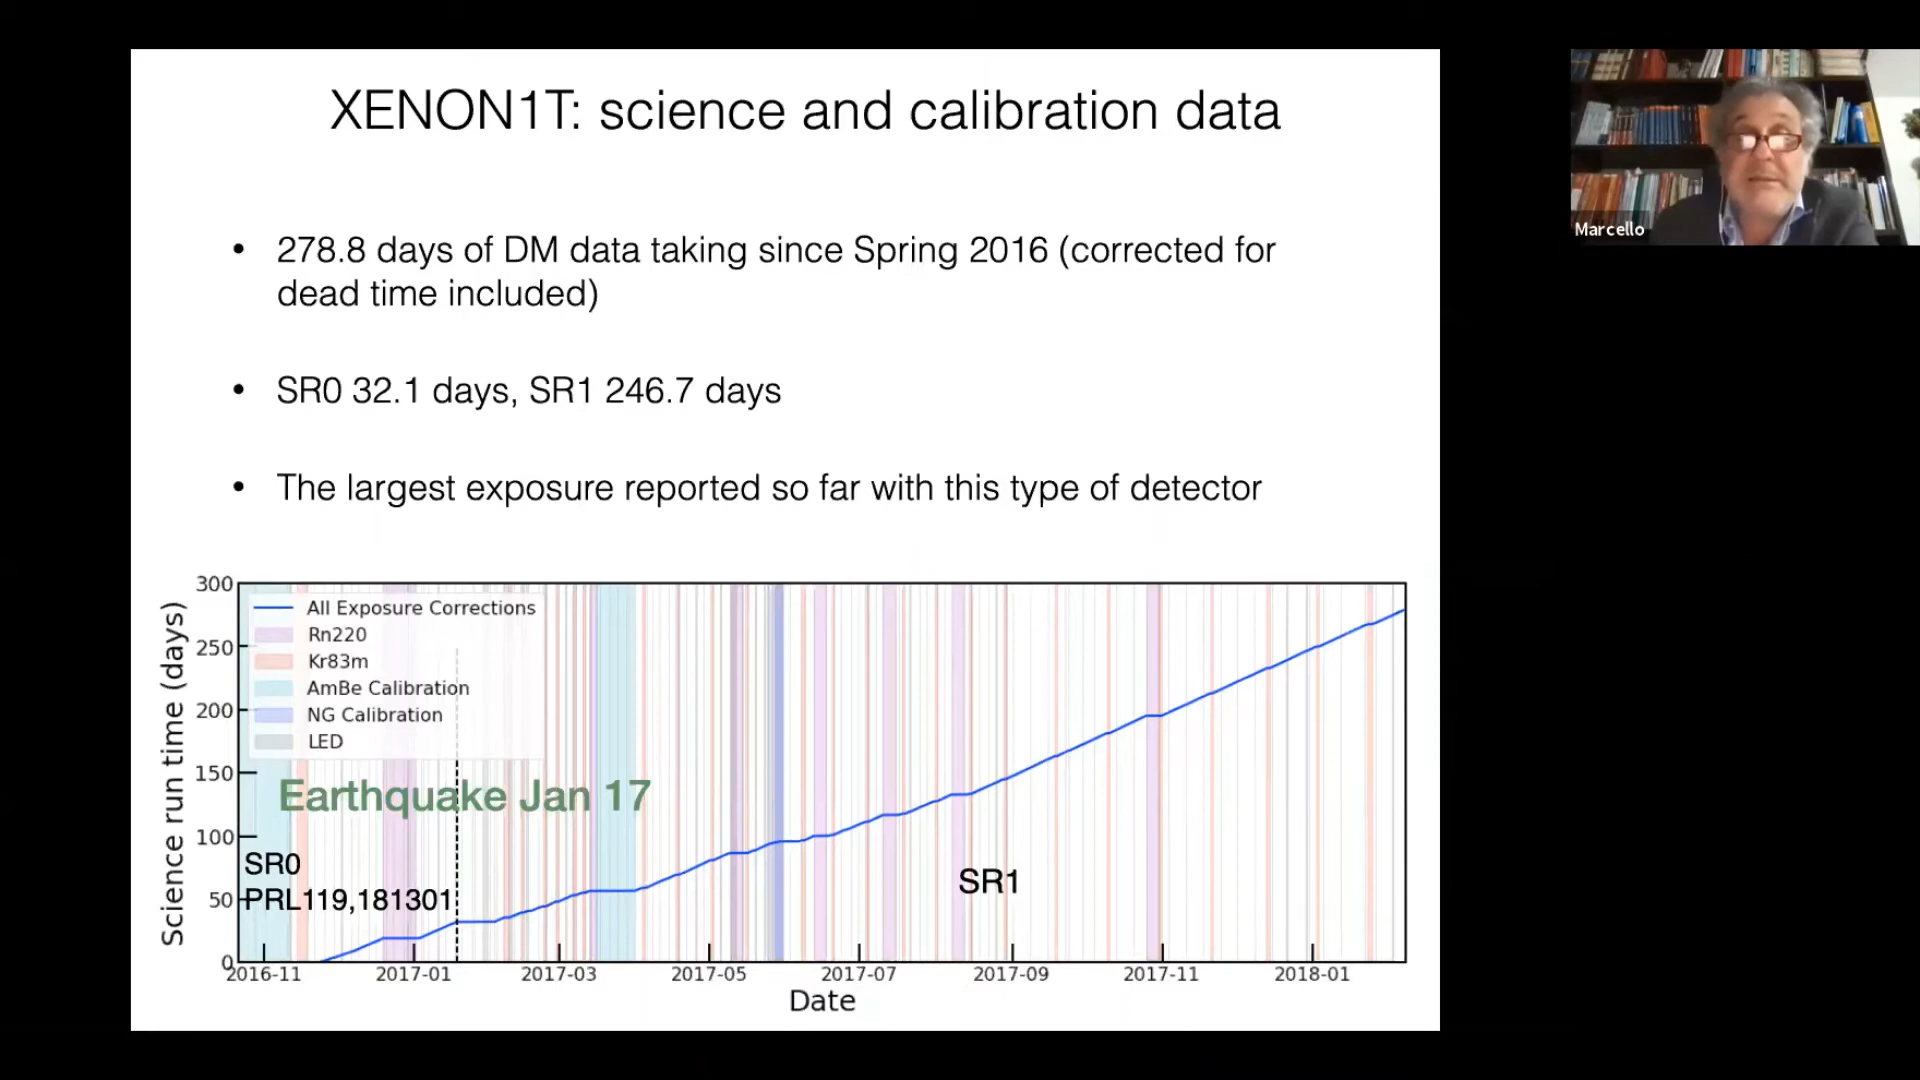 XENON1T: science and calibration data
Marcello
• 278.8 days of DM data taking since Spring 2016 (corrected for
dead time included)
• SR0 32.1 days, SR1 246.7 days
• The largest exposure reported so far with this type of detector
Science run time (days)
300
250
200
150
100
50
0
All Exposure Corrections
Rn220
Kr83m
AmBe Calibration
NG Calibration
LED
Earthquake Jan 17
SR0
PRL119,181301
SR1
2016-11 2017-01 2017-03 2017-05 2017-07 2017-09 2017-11 2018-01
Date